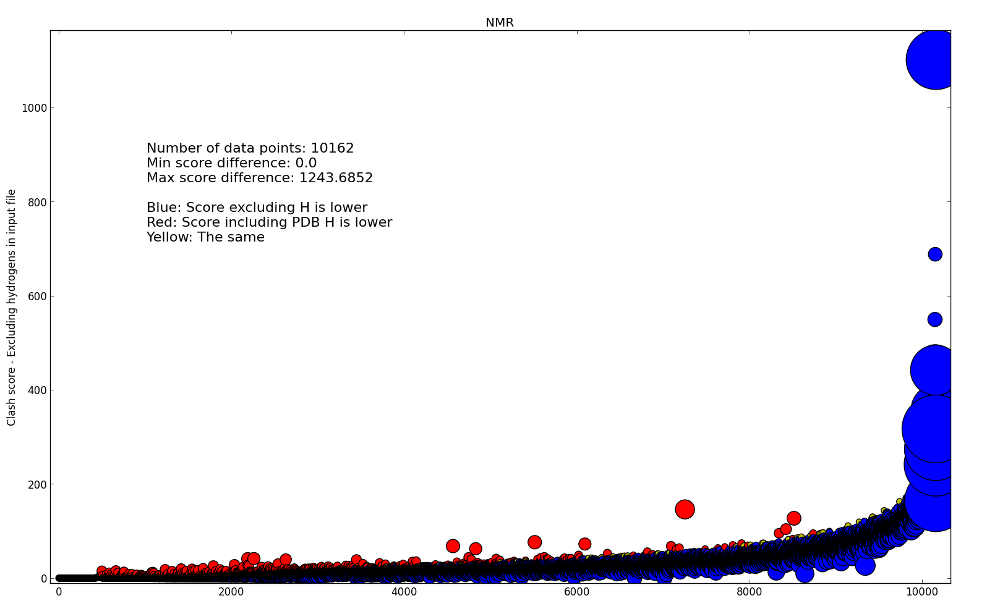 NMR
1000
800
600
400
200
0
Clash score - Excluding hydrogens in input file
Number of data points: 10162
Min score difference: 0.0
Max score difference: 1243.6852
Blue: Score excluding H is lower
Red: Score including PDB H is lower
Yellow: The same
0
2000
4000
6000
8000
10000